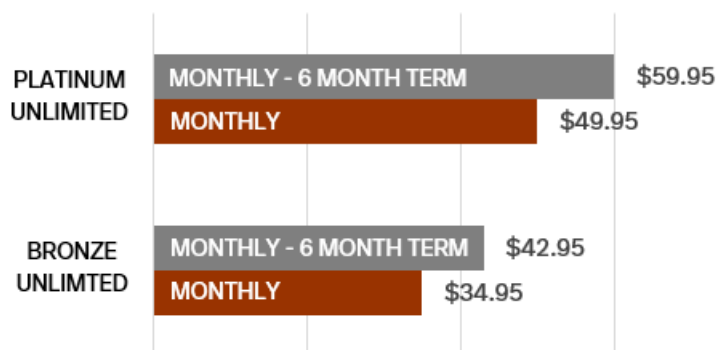 PLATINUM
UNLIMITED
MONTHLY - 6 MONTH TERM
$59.95
MONTHLY
$49.95
BRONZE
UNLIMTED
MONTHLY - 6 MONTH TERM
$42.95
MONTHLY
$34.95